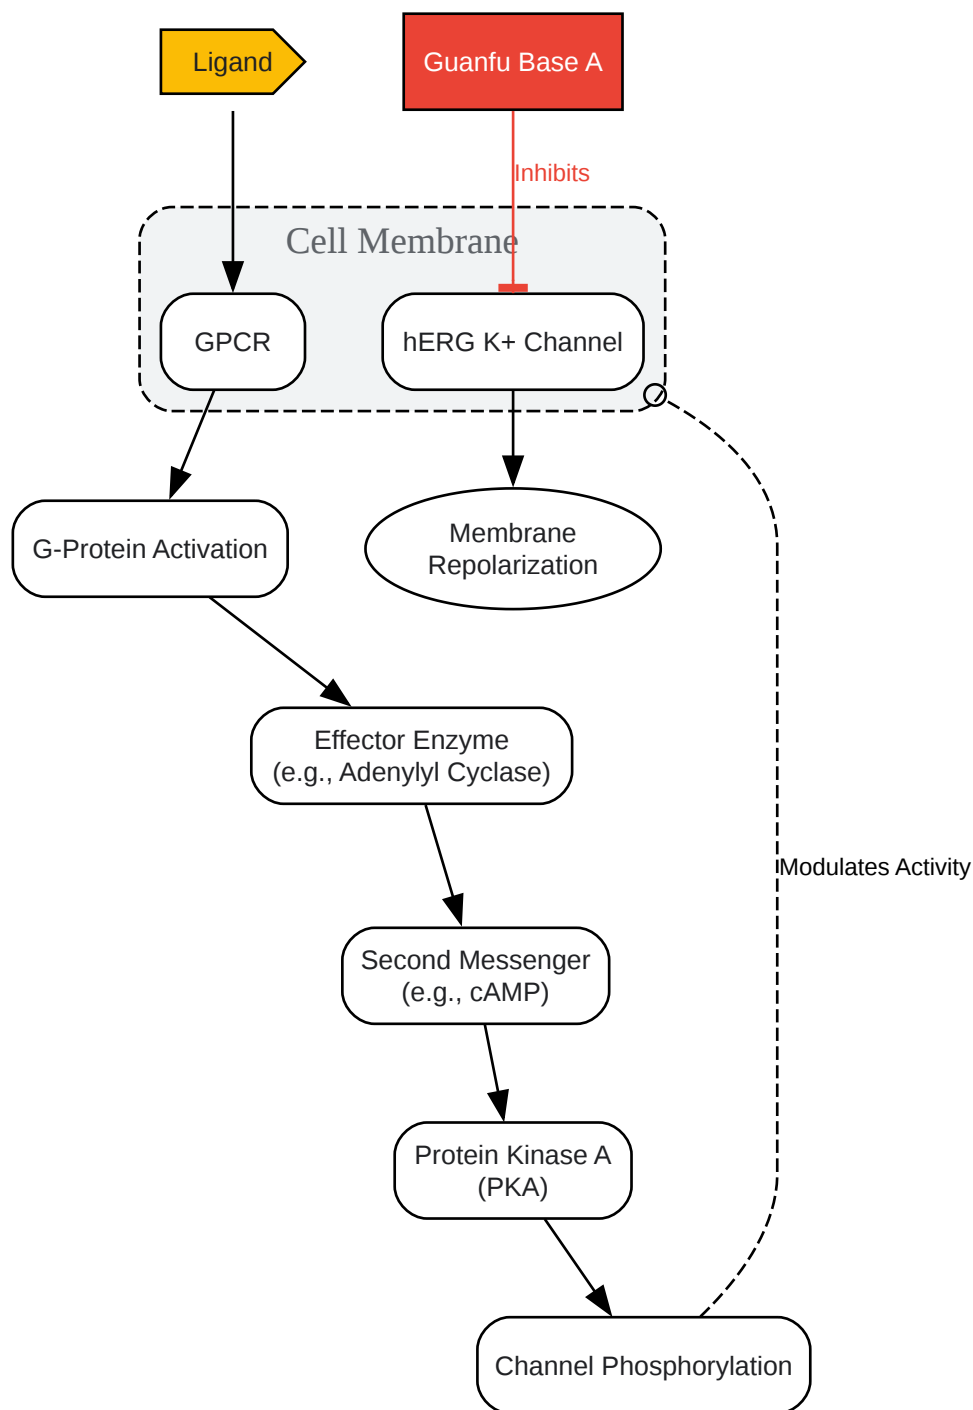 Ligand
Guanfu Base A
Inhibits
Cell Membrane
GPCR
hERG K+ Channel
G-Protein Activation
Membrane
Repolarization
Effector Enzyme
(e.g., Adenylyl Cyclase)
Modulates Activity
Second Messenger
(e.g., cAMP)
Protein Kinase A
(PKA)
Channel Phosphorylation